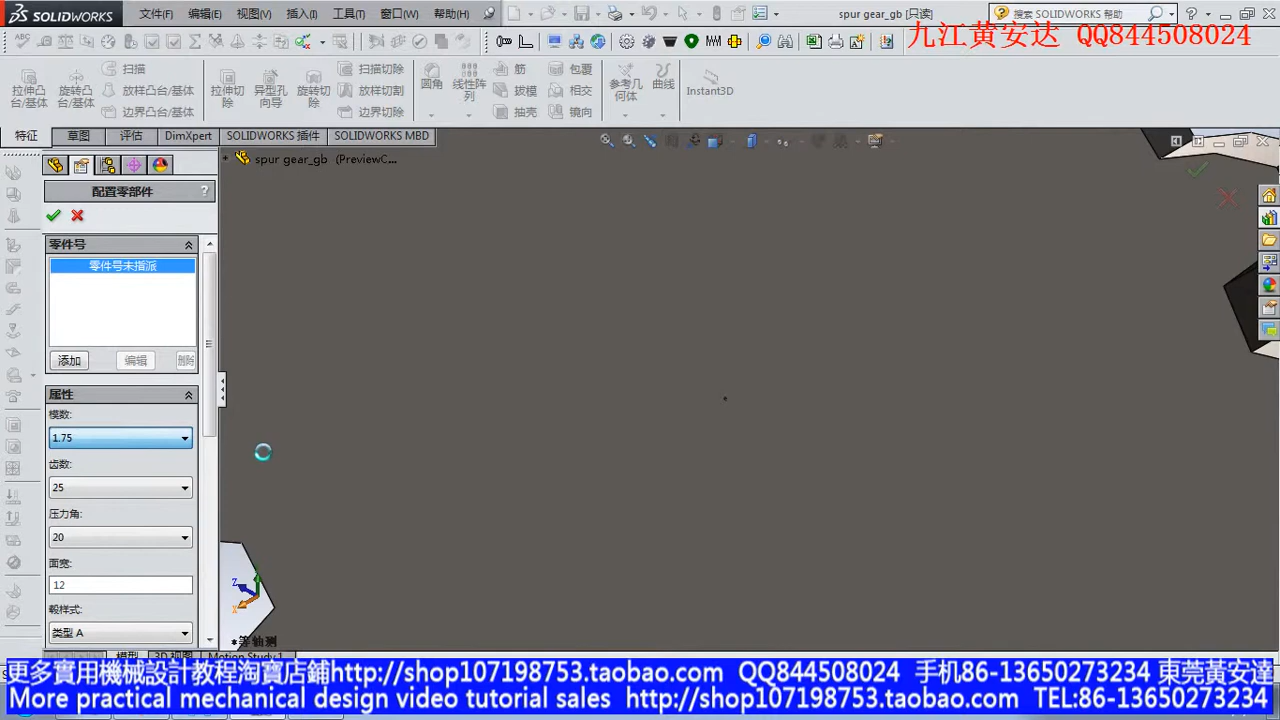 SOLIDWORKS 文件(F) 编辑(E) 视图(V) 插入(I) 工具(T) 窗口(W) 帮助(H) spur gear_gb [只读] 搜索 SOLIDWORKS 帮助
九江黄安达 QQ844508024
拉伸凸台/基体 旋转凸台/基体 扫描 放样凸台/基体 边界凸台/基体 拉伸切除 异型孔向导 旋转切除 扫描切除 放样切割 边界切除 圆角 线性阵列 筋 拔模 抽壳 包覆 相交 镜向 参考几何体 曲线 Instant3D
特征 草图 评估 DimXpert SOLIDWORKS 插件 SOLIDWORKS MBD
spur gear_gb (PreviewC...
配置零部件 ?
零件号
零件号未指派
添加 编辑 删除
属性
模数:
1.75
齿数:
25
压力角:
20
面宽:
12
毂样式:
类型 A
Z
X
*等轴测
模型 3D 视图 Motion Study 1
更多實用機械設計教程淘寶店鋪http://shop107198753.taobao.com QQ844508024 手机86-13650273234 東莞黃安達
More practical mechanical design video tutorial sales http://shop107198753.taobao.com TEL:86-13650273234